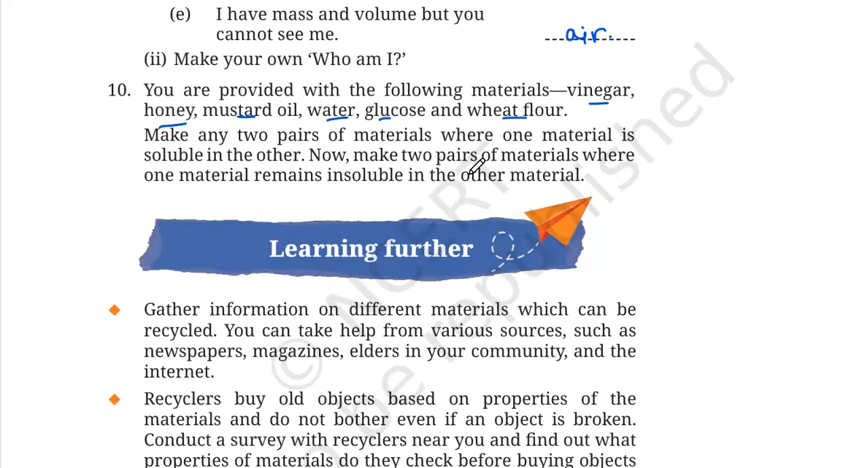 (e) I have mass and volume but you
cannot see me. air.
(ii) Make your own ‘Who am I?’
10. You are provided with the following materials—vinegar,
honey, mustard oil, water, glucose and wheat flour.
Make any two pairs of materials where one material is
soluble in the other. Now, make two pairs of materials where
one material remains insoluble in the other material.
Learning further
Gather information on different materials which can be
recycled. You can take help from various sources, such as
newspapers, magazines, elders in your community, and the
internet.
Recyclers buy old objects based on properties of the
materials and do not bother even if an object is broken.
Conduct a survey with recyclers near you and find out what
properties of materials do they check before buying objects
© NCERT
be republished